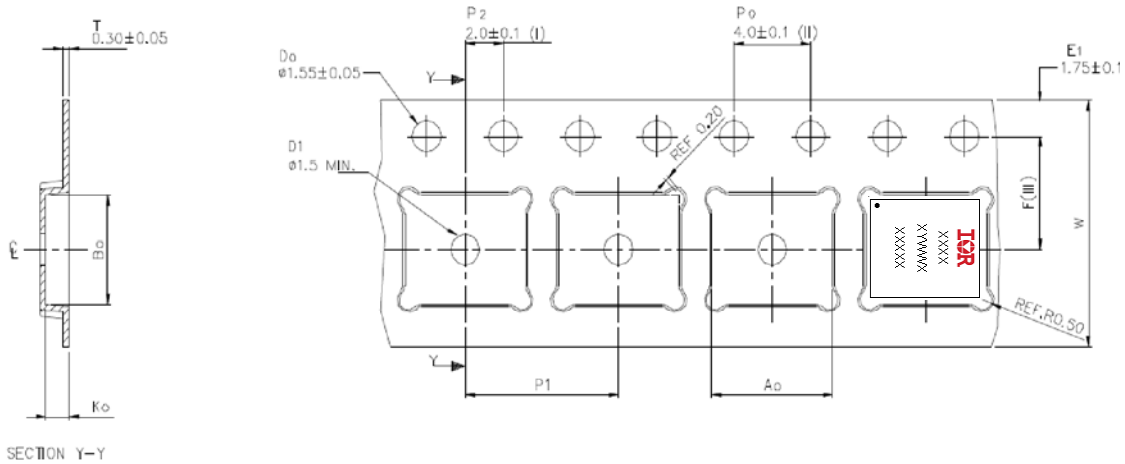 T
0.30±0.05
P2
2.0±0.1 (I)
P0
4.0±0.1 (II)
E1
1.75±0.1
Do
ø1.55±0.05
Y
REF 0.20
D1
ø1.5 MIN.
F(III)
W
Bo
℄
XXXXX
XYWWX
XXXX
IOR
REF.R0.50
Y
P1
Ao
Ko
SECTION Y-Y